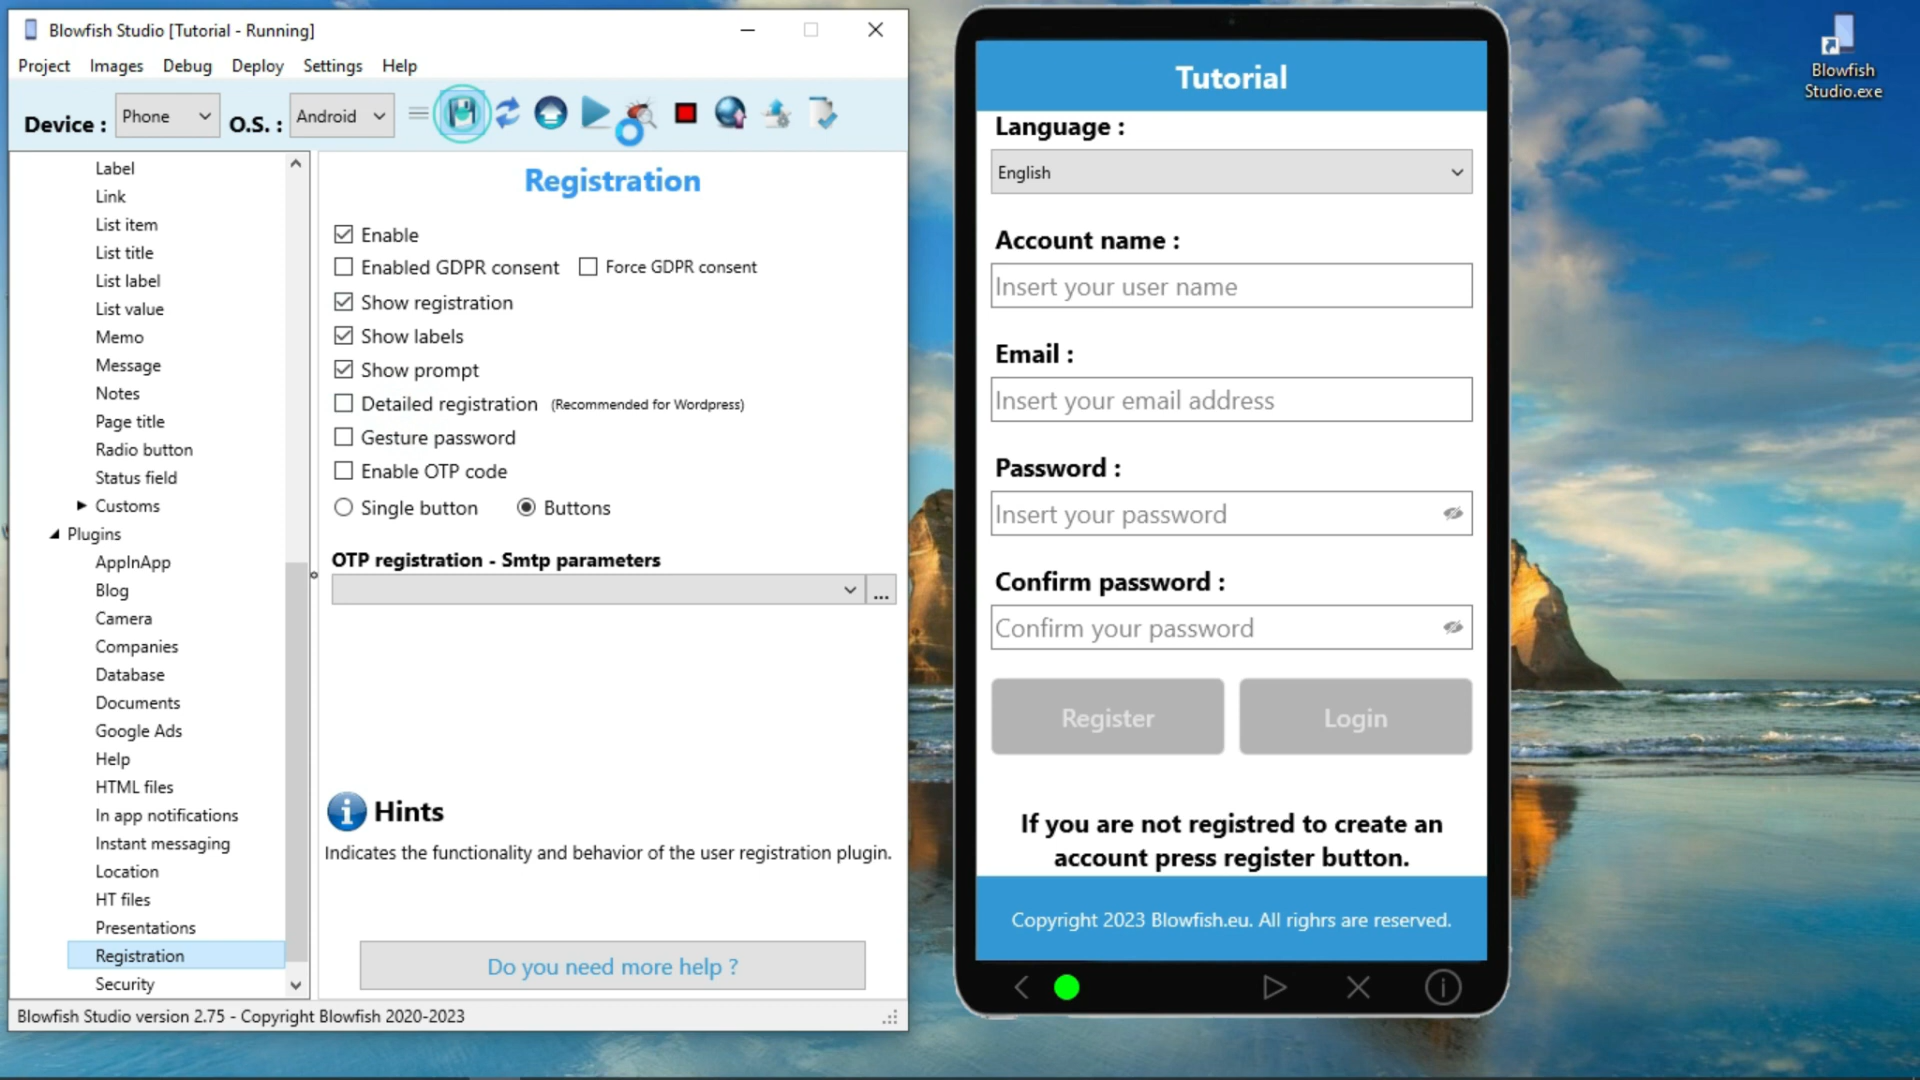 Blowfish Studio [Tutorial - Running]
Project Images Debug Deploy Settings Help
Device : Phone O.S. : Android
Label
Link
List item
List title
List label
List value
Memo
Message
Notes
Page title
Radio button
Status field
Customs
Plugins
AppInApp
Blog
Camera
Companies
Database
Documents
Google Ads
Help
HTML files
In app notifications
Instant messaging
Location
HT files
Presentations
Registration
Security
Registration
Enable
Enabled GDPR consent Force GDPR consent
Show registration
Show labels
Show prompt
Detailed registration (Recommended for Wordpress)
Gesture password
Enable OTP code
Single button Buttons
OTP registration - Smtp parameters
...
Hints
Indicates the functionality and behavior of the user registration plugin.
Do you need more help ?
Blowfish Studio version 2.75 - Copyright Blowfish 2020-2023
Tutorial
Language :
English
Account name :
Insert your user name
Email :
Insert your email address
Password :
Insert your password
Confirm password :
Confirm your password
Register Login
If you are not registred to create an
account press register button.
Copyright 2023 Blowfish.eu. All righrs are reserved.
Blowfish
Studio.exe